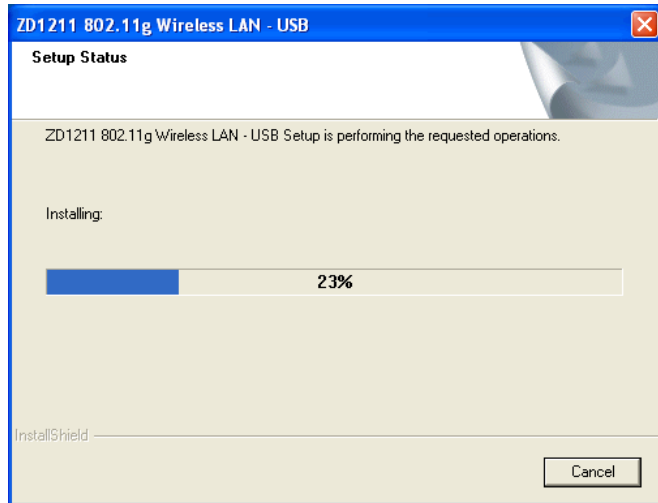 ZD1211 802.11g Wireless LAN - USB
Setup Status
ZD1211 802.11g Wireless LAN - USB Setup is performing the requested operations.
Installing:
23%
InstallShield
Cancel